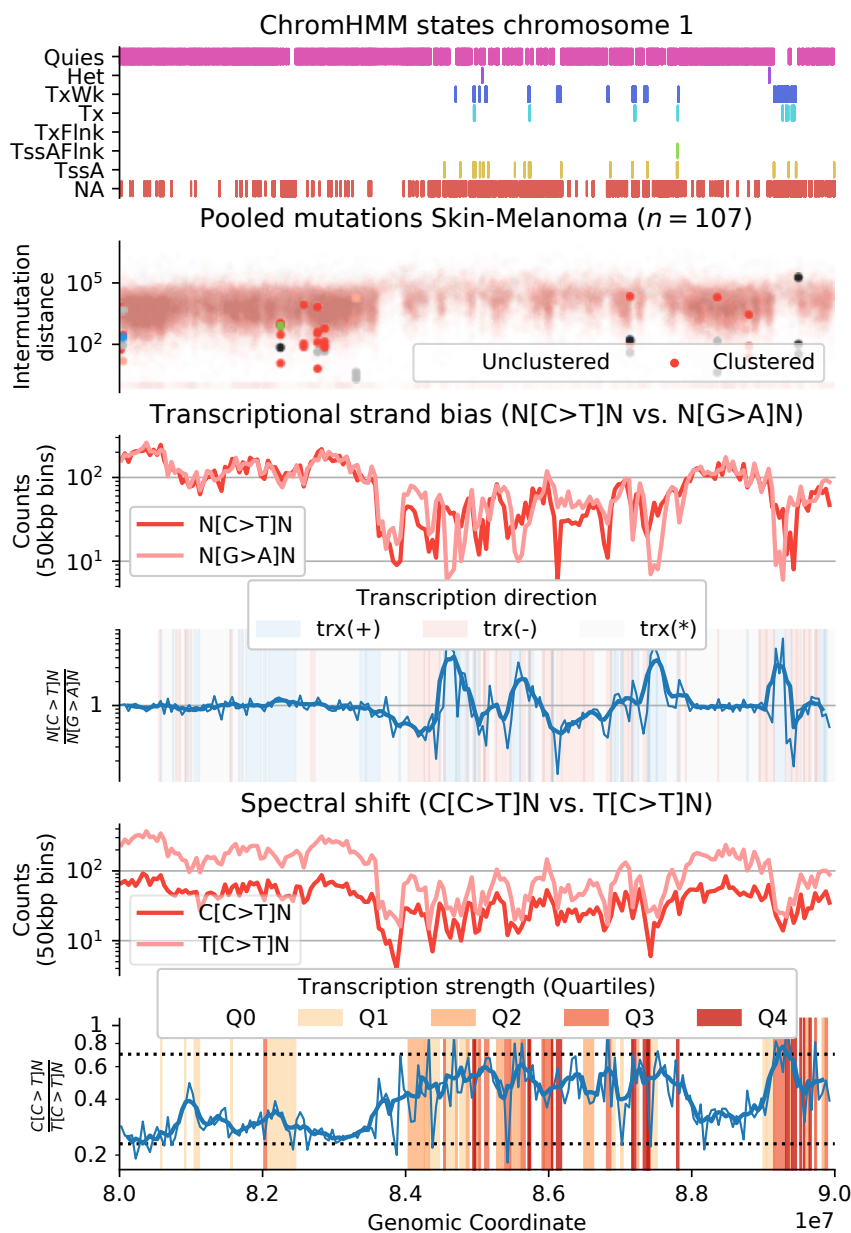 ChromHMM states chromosome 1
Quies
Het
TxWk
Tx
TxFlnk
TssAFlnk
TssA
NA
Pooled mutations Skin-Melanoma (n = 107)
Intermutation
distance
10^5
10^2
Unclustered
Clustered
Transcriptional strand bias (N[C>T]N vs. N[G>A]N)
Counts
(50kbp bins)
10^2
10^1
N[C>T]N
N[G>A]N
Transcription direction
trx(+)
trx(-)
trx(*)
N[C > T]N
N[G > A]N
1
Spectral shift (C[C>T]N vs. T[C>T]N)
Counts
(50kbp bins)
10^2
10^1
C[C>T]N
T[C>T]N
Transcription strength (Quartiles)
Q0
Q1
Q2
Q3
Q4
C[C > T]N
T[C > T]N
1
0.8
0.6
0.4
0.2
8.0 8.2 8.4 8.6 8.8 9.0
Genomic Coordinate
1e7